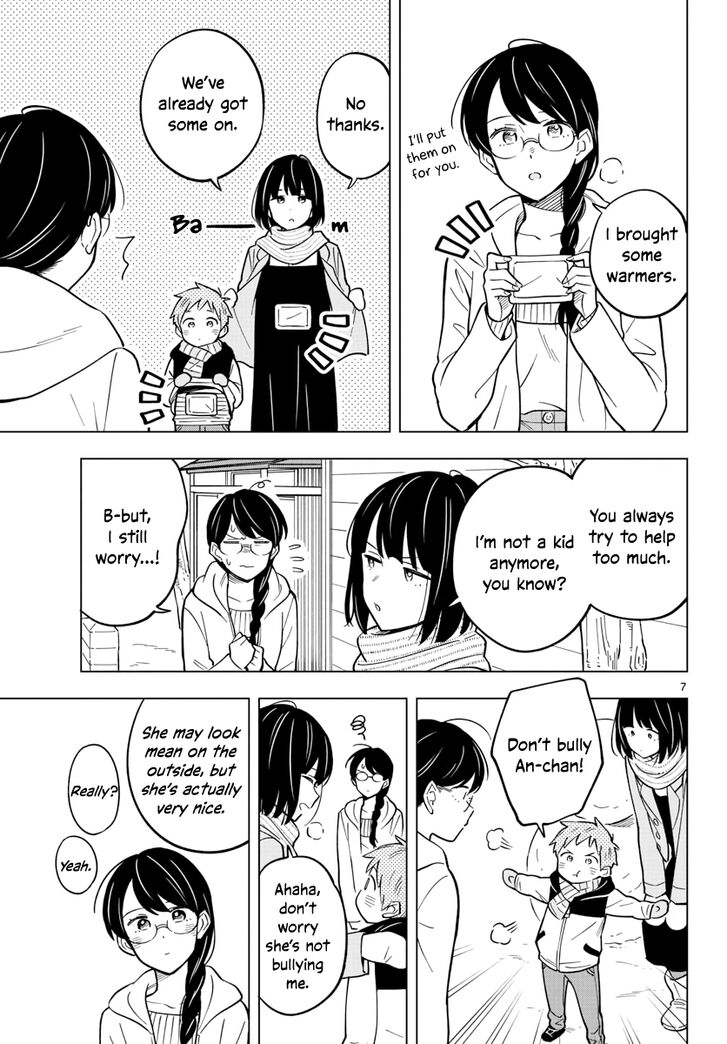 I'll put
them on
for you.
I brought
some
warmers.
No
thanks.
We've
already got
some on.
Ba
m
You always
try to help
too much.
I'm not a kid
anymore,
you know?
B-but,
I still
worry...!
7
Don't bully
An-chan!
Ahaha,
don't
worry
she's not
bullying
me.
She may look
mean on the
outside, but
she's actually
very nice.
Really?
Yeah.